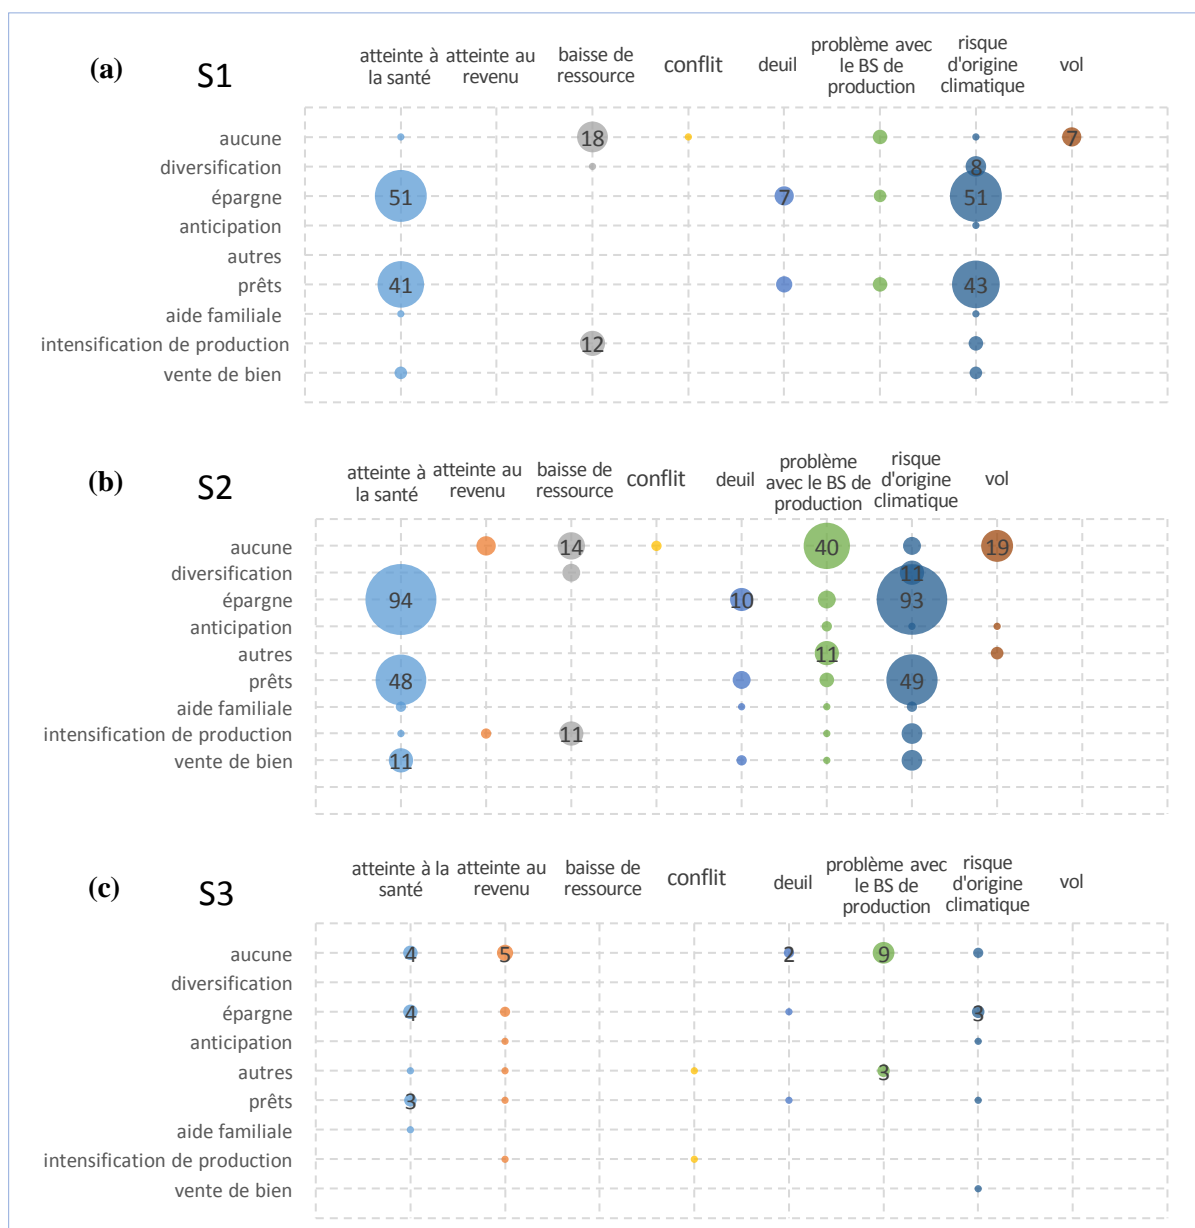 (a) S1
atteinte à la santé
atteinte au revenu
baisse de ressource
conflit
deuil
problème avec le BS de production
risque d'origine climatique
vol
aucune 18 7
diversification 8
épargne 51 7 51
anticipation
autres
prêts 41 43
aide familiale
intensification de production 12
vente de bien
(b) S2
atteinte à la santé
atteinte au revenu
baisse de ressource
conflit
deuil
problème avec le BS de production
risque d'origine climatique
vol
aucune 14 40 19
diversification 11
épargne 94 10 93
anticipation
autres 11
prêts 48 49
aide familiale
intensification de production 11
vente de bien 11
(c) S3
atteinte à la santé
atteinte au revenu
baisse de ressource
conflit
deuil
problème avec le BS de production
risque d'origine climatique
vol
aucune 4 5 2 9
diversification
épargne 4 3
anticipation
autres 3
prêts 3
aide familiale
intensification de production
vente de bien